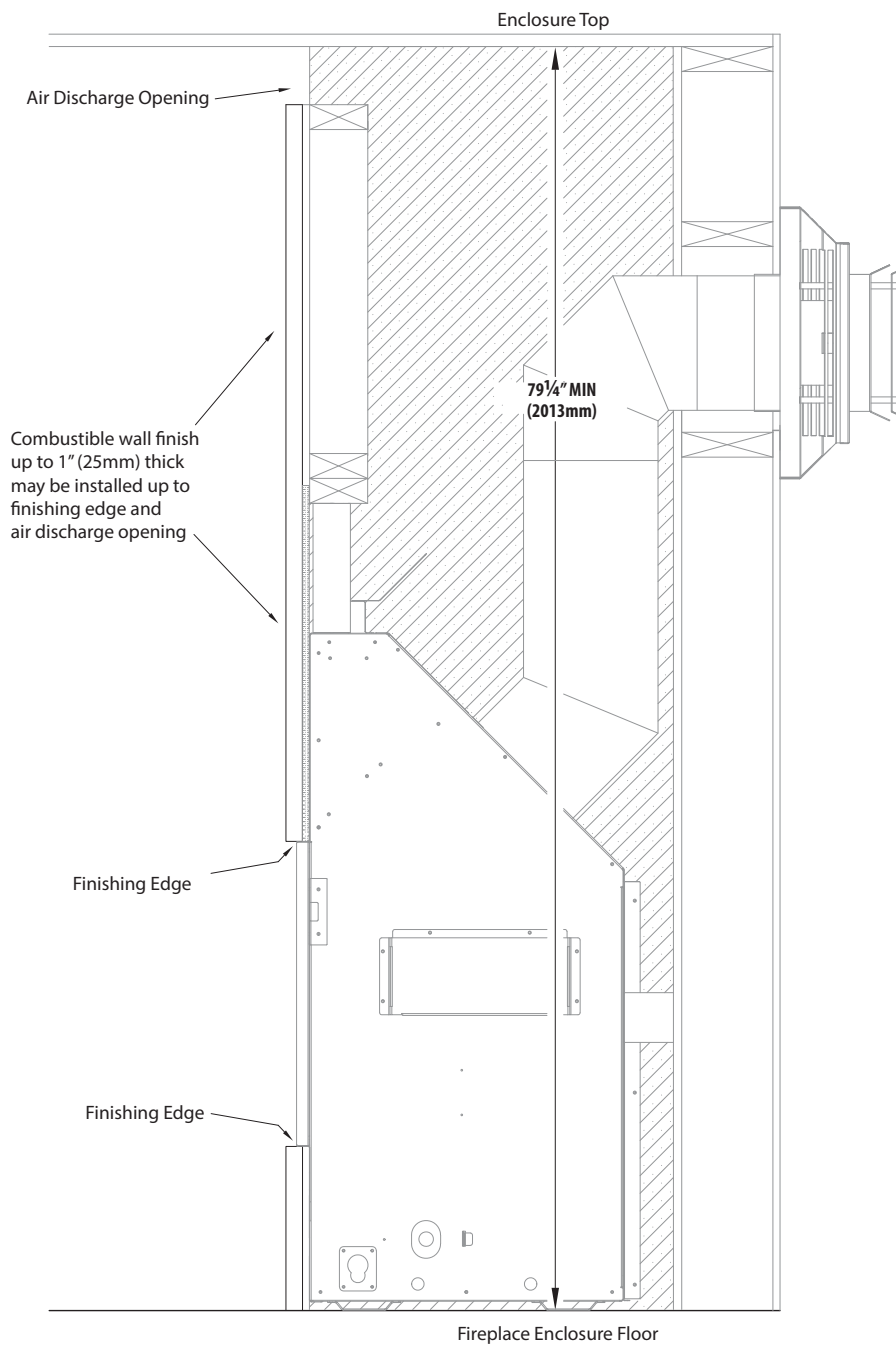 Enclosure Top
Air Discharge Opening
79¼" MIN
(2013mm)
Combustible wall finish
up to 1" (25mm) thick
may be installed up to
finishing edge and
air discharge opening
Finishing Edge
Finishing Edge
Fireplace Enclosure Floor